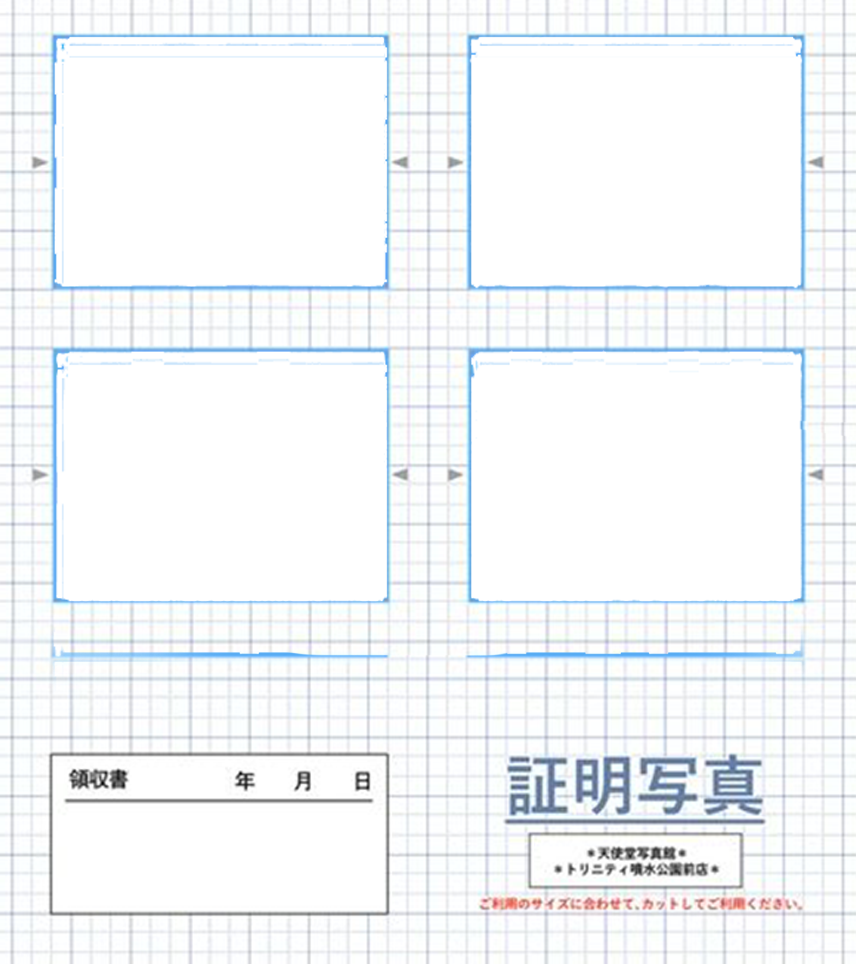 領収書 年 月 日
証明写真
＊天使堂写真館＊
＊トリニティ噴水公園前店＊
ご利用のサイズに合わせて、カットしてご利用ください。